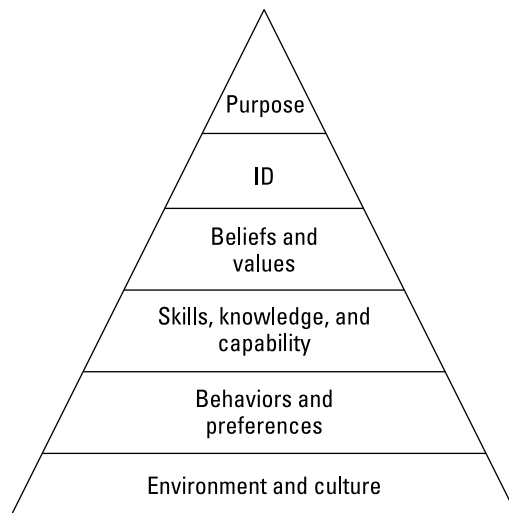 Purpose
ID
Beliefs and
values
Skills, knowledge, and
capability
Behaviors and
preferences
Environment and culture